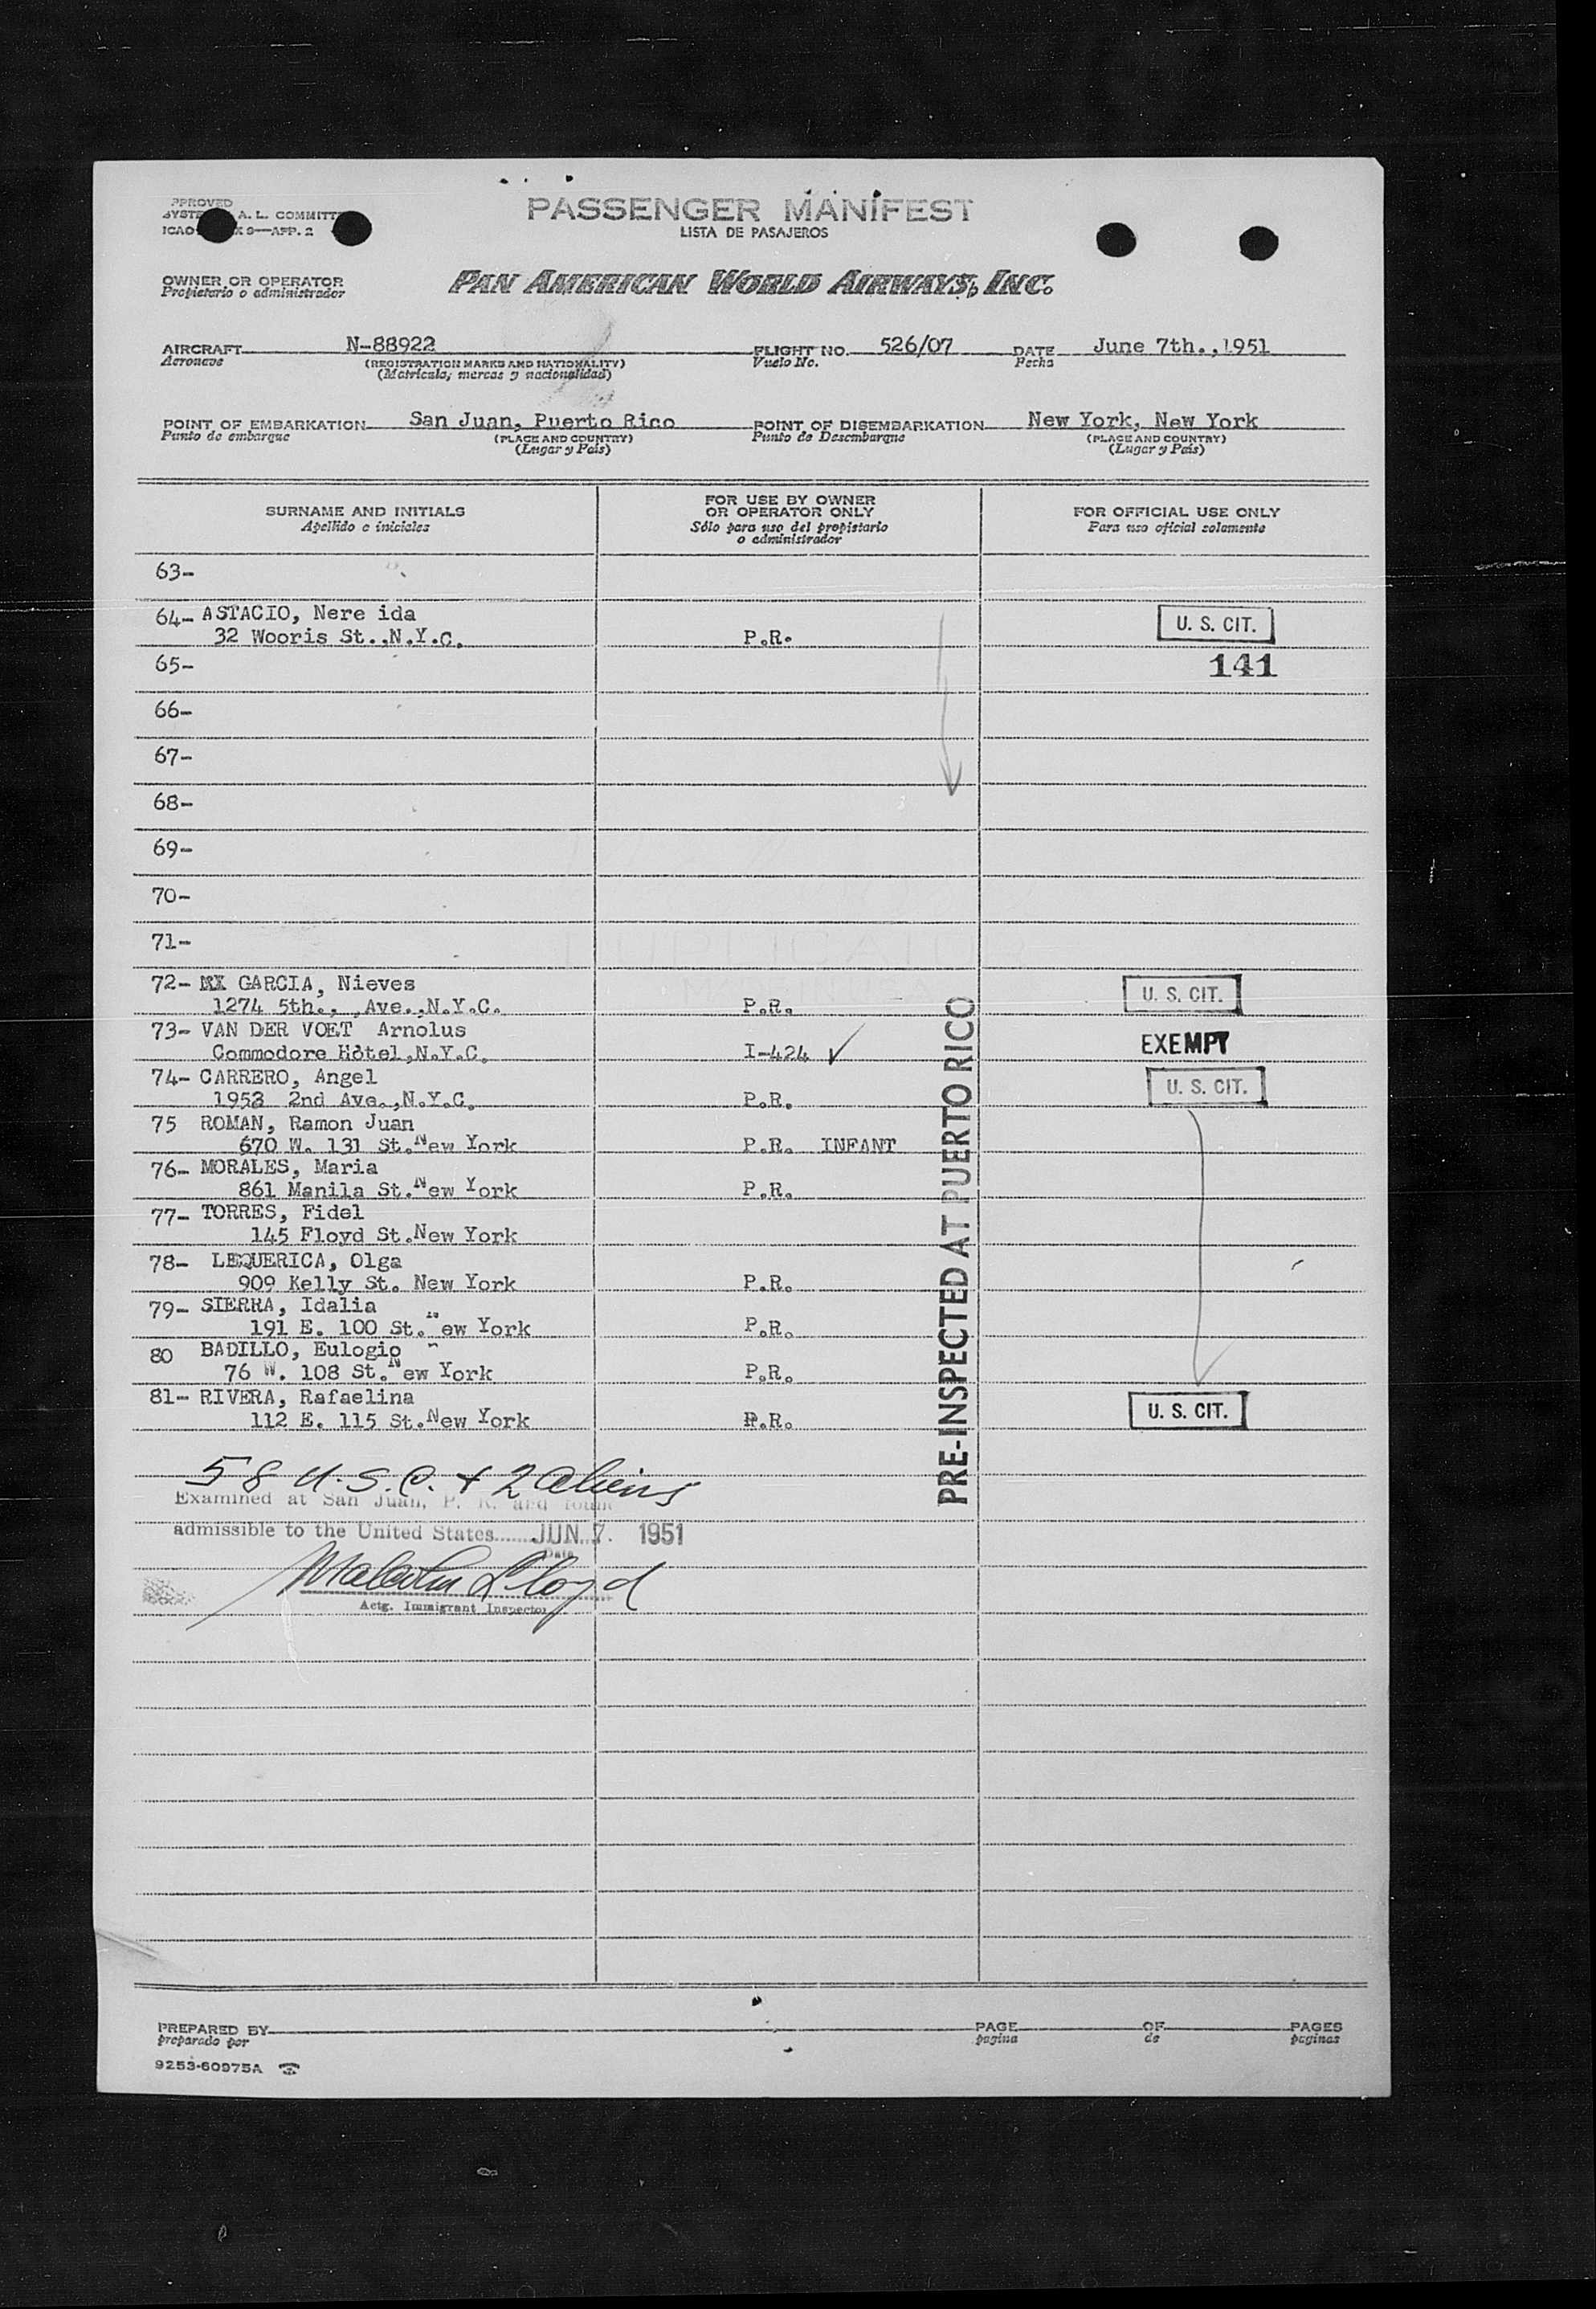 PPROVED
A. L. COMMITT
ICAO X 9—APP. 2
PASSENGER MANIFEST
LISTA DE PASAJEROS
OWNER OR OPERATOR
Propietario o administrador
PAN AMERICAN WORLD AIRWAYS, INC.
AIRCRAFT N-88922 FLIGHT NO. 526/07 DATE June 7th.,1951
Aeronave (REGISTRATION MARKS AND NATIONALITY) Vuelo No. Fecha
(Matrícula, marcas y nacionalidad)
POINT OF EMBARKATION San Juan, Puerto Rico POINT OF DISEMBARKATION New York, New York
Punto de embarque (PLACE AND COUNTRY) Punto de Desembarque (PLACE AND COUNTRY)
(Lugar y País) (Lugar y País)
SURNAME AND INITIALS FOR USE BY OWNER OR OPERATOR ONLY FOR OFFICIAL USE ONLY
Apellido e iniciales Sólo para uso del propietario o administrador Para uso oficial solamente
63-
64- ASTACIO, Nere ida U. S. CIT.
32 Wooris St.,N.Y.C. P.R.
65- 141
66-
67-
68-
69-
70-
71-
72- GARCIA, Nieves U. S. CIT.
1274 5th., ,Ave.,N.Y.C. P.R.
73- VAN DER VOET Arnolus EXEMPT
Commodore Hotel,N.Y.C. I-424 ✓
74- CARRERO, Angel U. S. CIT.
1953 2nd Ave.,N.Y.C. P.R.
75 ROMAN, Ramon Juan
670 W. 131 St.New York P.R. INFANT
76- MORALES, Maria
861 Manila St.New York P.R.
77- TORRES, Fidel
145 Floyd St.New York
78- LEQUERICA, Olga
909 Kelly St. New York P.R.
79- SIERRA, Idalia
191 E. 100 St. New York P.R.
80 BADILLO, Eulogio
76 W. 108 St.New York P.R.
81- RIVERA, Rafaelina U. S. CIT.
112 E. 115 St.New York P.R.
PRE-INSPECTED AT PUERTO RICO
58 U.S.C. + 2 aliens
Examined at San Juan, P. R. and found
admissible to the United States JUN 7. 1951
Date
Malcolm Lloyd
Actg. Immigrant Inspector
PREPARED BY PAGE OF PAGES
preparado por pagina de paginas
9253-60975A